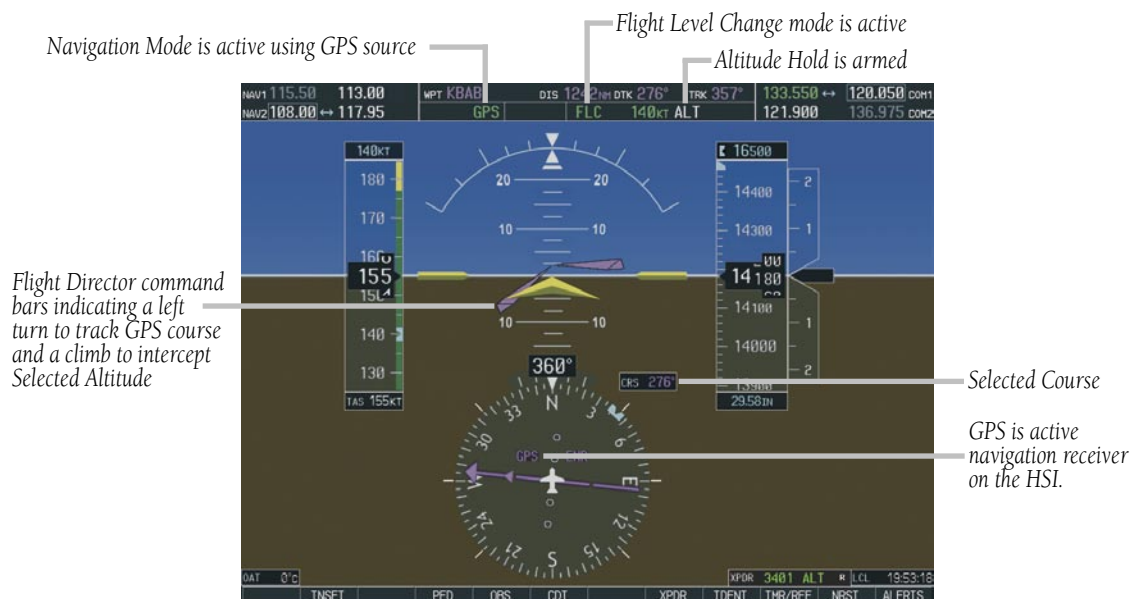 Flight Level Change mode is active
Navigation Mode is active using GPS source
Altitude Hold is armed
NAV1 115.50 113.00 WPT KBAB DIS 1242NM DTK 276° TRK 357° 133.550 ↔ 120.050 COM1
NAV2 108.00 ↔ 117.95 GPS FLC 140KT ALT 121.900 136.975 COM2
140KT 16500
180 20 20 14400 2
170 10 10 14300 1
160
155 14 180
150 14100
Flight Director command
bars indicating a left
turn to track GPS course
and a climb to intercept
Selected Altitude
10 10
140 14000 1
360°
130 CRS 276° 13900 2
Selected Course
TAS 155KT 29.58IN
N 3 6 E 12 15 S 21 24 W 30 33
GPS ENR
GPS is active
navigation receiver
on the HSI.
OAT 0°C XPDR 3401 ALT R LCL 19:53:18
INSET PFD OBS CDI XPDR IDENT TMR/REF NRST ALERTS